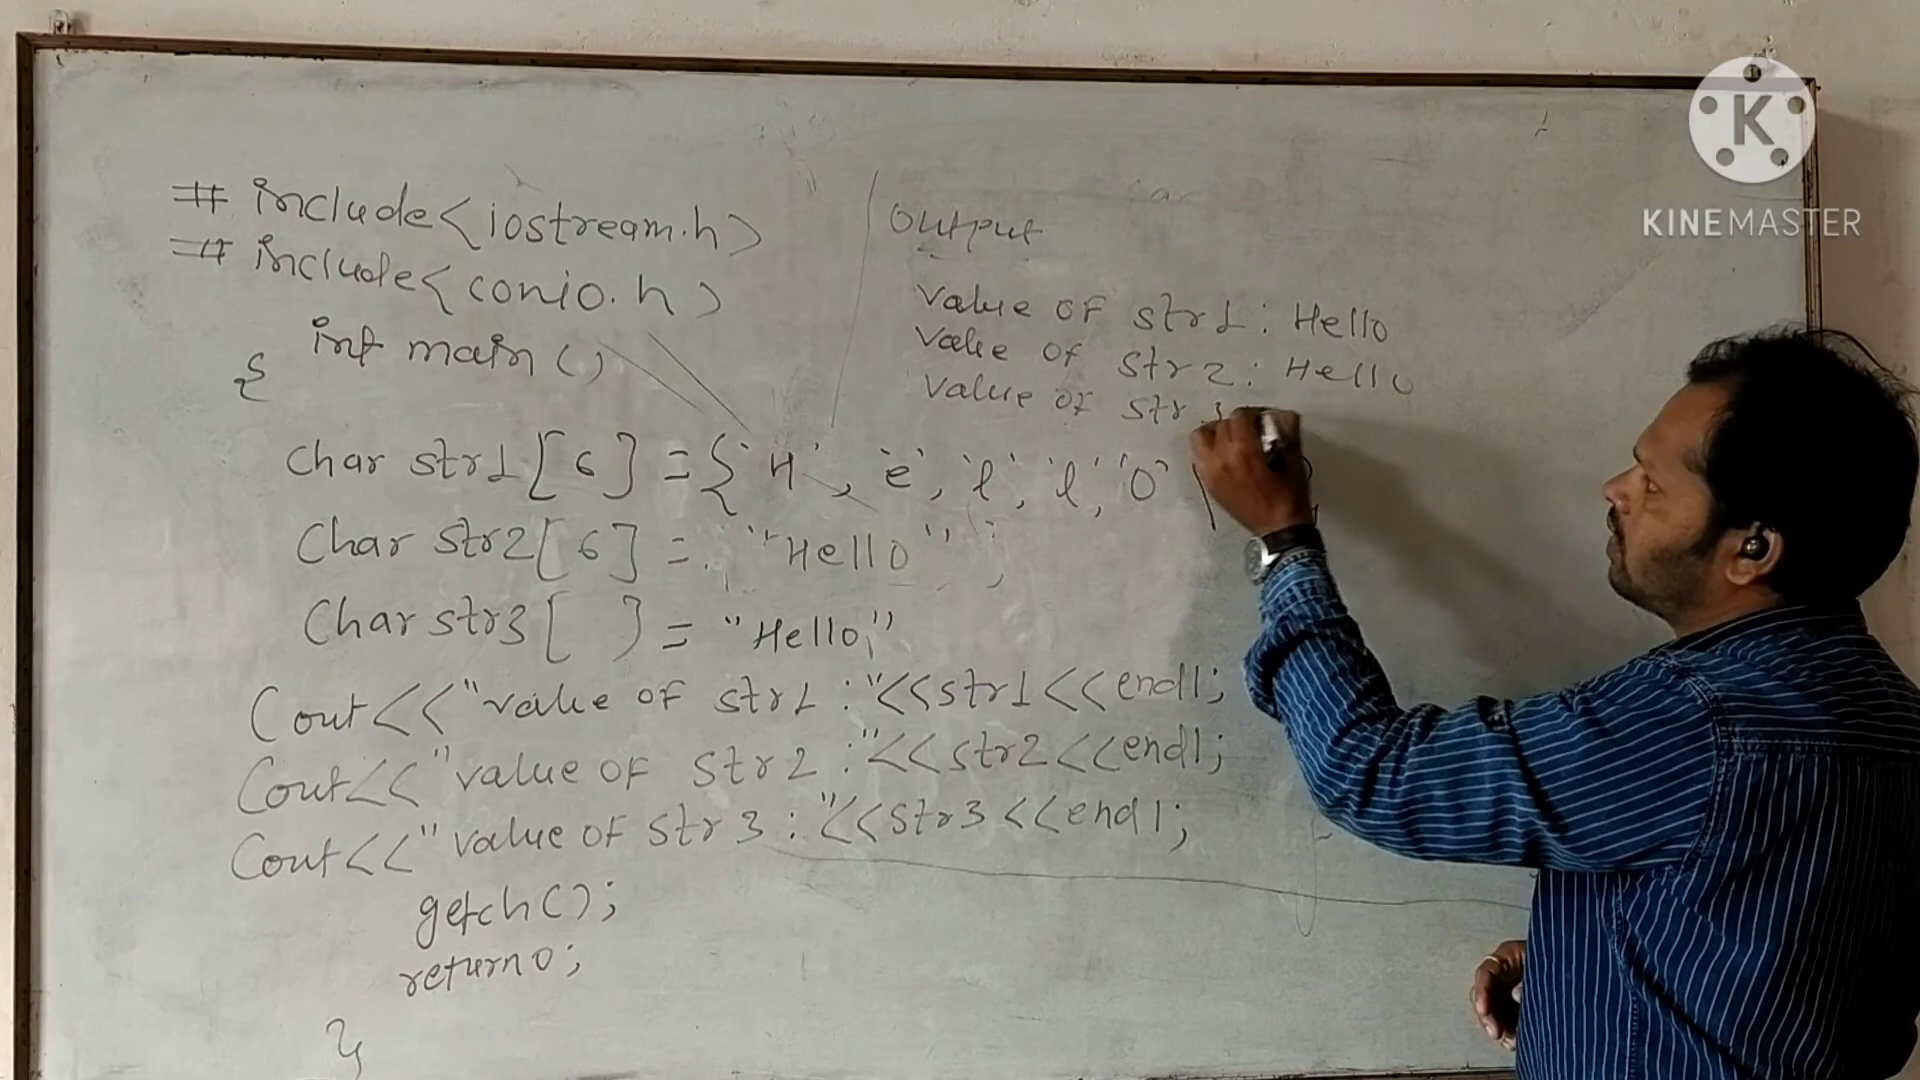 # include<iostream.h>
# include<conio.h>
int main()
{
char str1[6] = {'H', 'e', 'l', 'l', 'o'
char str2[6] = "Hello";
char str3[ ] = "Hello"
Cout<<"value of str1 :"<<str1<<endl;
Cout<<"value of str2 :"<<str2<<endl;
Cout<<"value of str3 :"<<str3<<endl;
getch();
return 0;
}
output
value of str1: Hello
value of str2: Hello
value of str
K
KINEMASTER